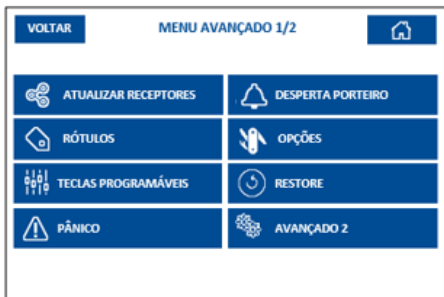 VOLTAR MENU AVANÇADO 1/2
ATUALIZAR RECEPTORES DESPERTA PORTEIRO
RÓTULOS OPÇÕES
TECLAS PROGRAMÁVEIS RESTORE
PÂNICO AVANÇADO 2